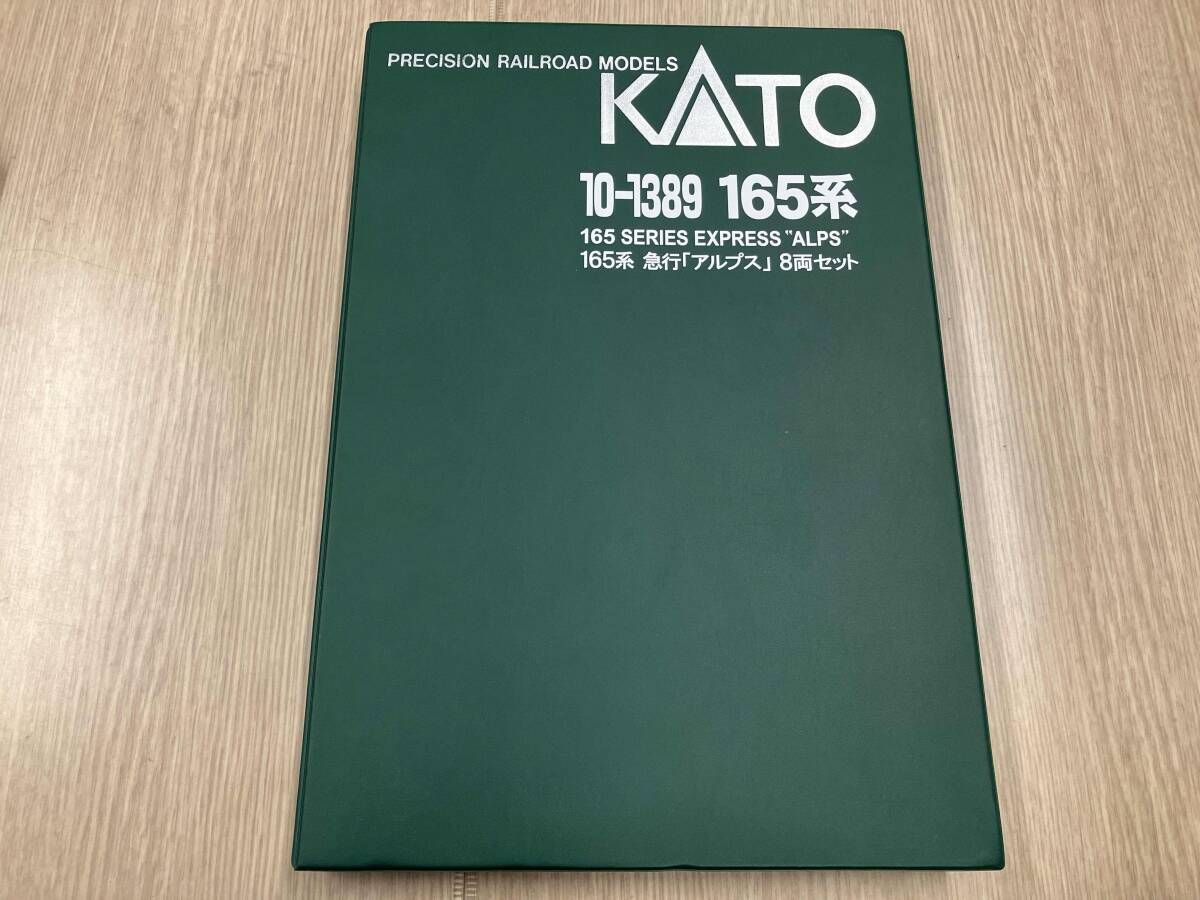 PRECISION RAILROAD MODELS
KATO
10-1389 165系
165 SERIES EXPRESS "ALPS"
165系 急行「アルプス」 8両セット